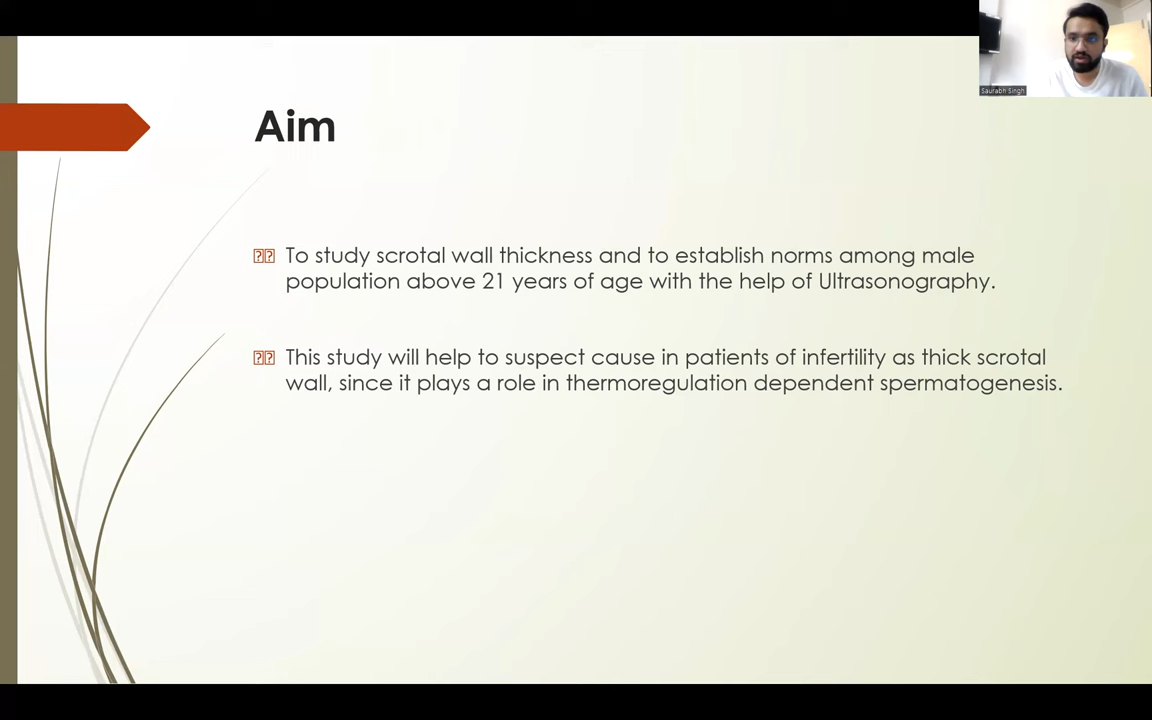 Saurabh Singh
Aim
To study scrotal wall thickness and to establish norms among male
population above 21 years of age with the help of Ultrasonography.
This study will help to suspect cause in patients of infertility as thick scrotal
wall, since it plays a role in thermoregulation dependent spermatogenesis.